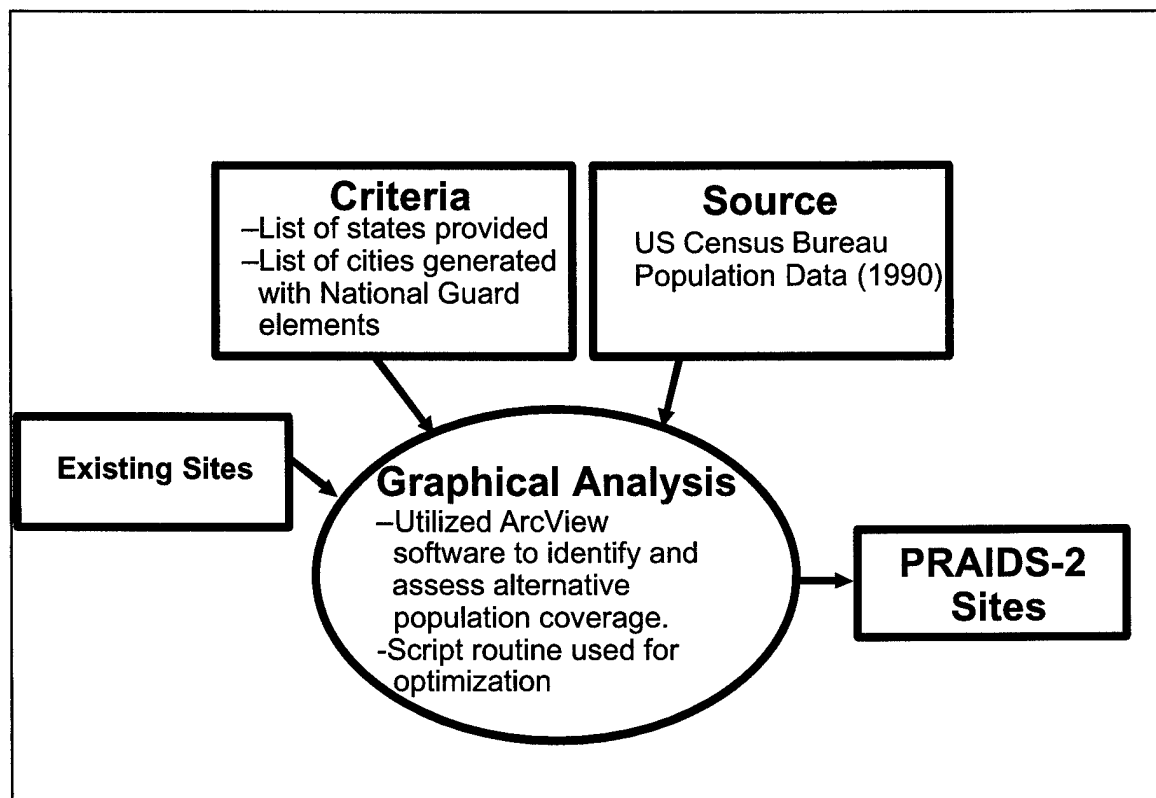 Criteria
–List of states provided
–List of cities generated
with National Guard
elements
Source
US Census Bureau
Population Data (1990)
Existing Sites
Graphical Analysis
–Utilized ArcView
software to identify and
assess alternative
population coverage.
-Script routine used for
optimization
PRAIDS-2
Sites